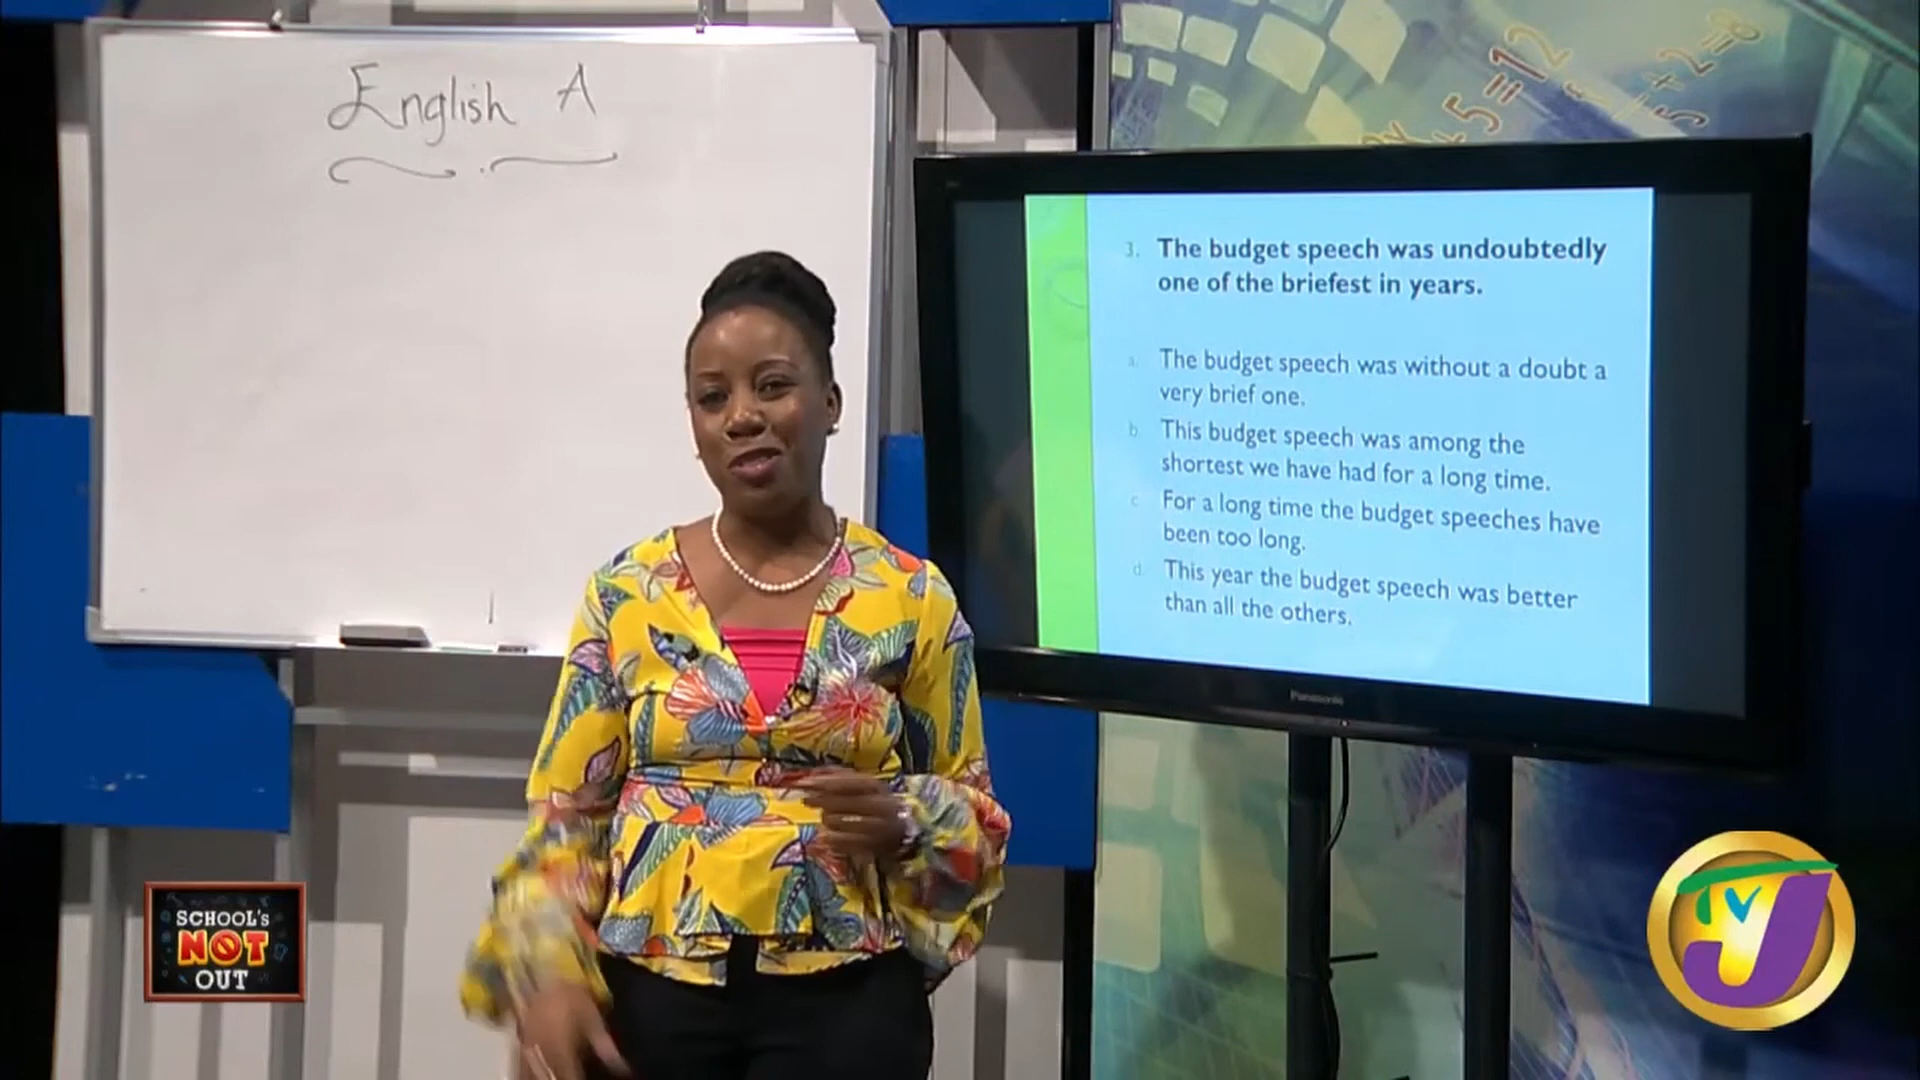 English A
3. The budget speech was undoubtedly
one of the briefest in years.
a. The budget speech was without a doubt a
very brief one.
b. This budget speech was among the
shortest we have had for a long time.
c. For a long time the budget speeches have
been too long.
d. This year the budget speech was better
than all the others.
Panasonic
SCHOOL'S
NOT
OUT
TVJ